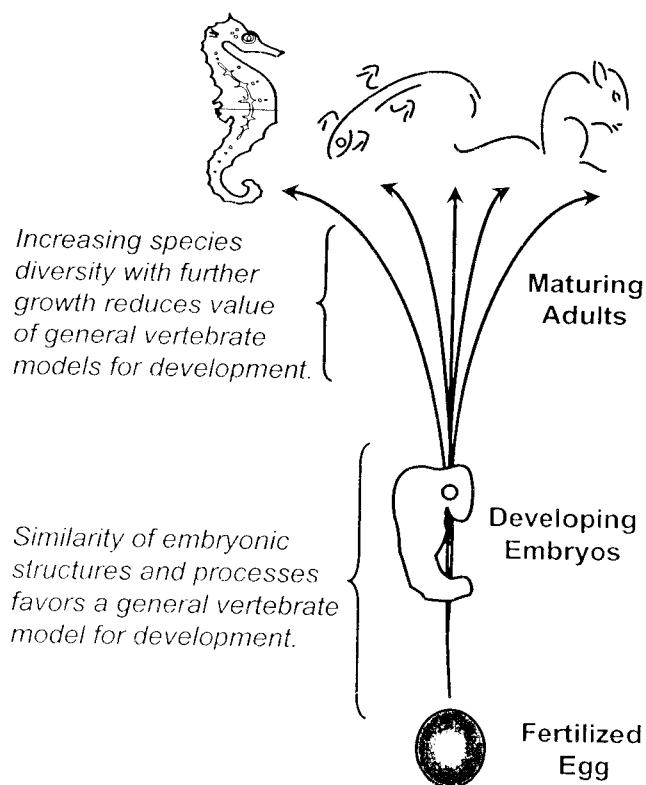 Increasing species
diversity with further
growth reduces value
of general vertebrate
models for development.
Maturing
Adults
Similarity of embryonic
structures and processes
favors a general vertebrate
model for development.
Developing
Embryos
Fertilized
Egg